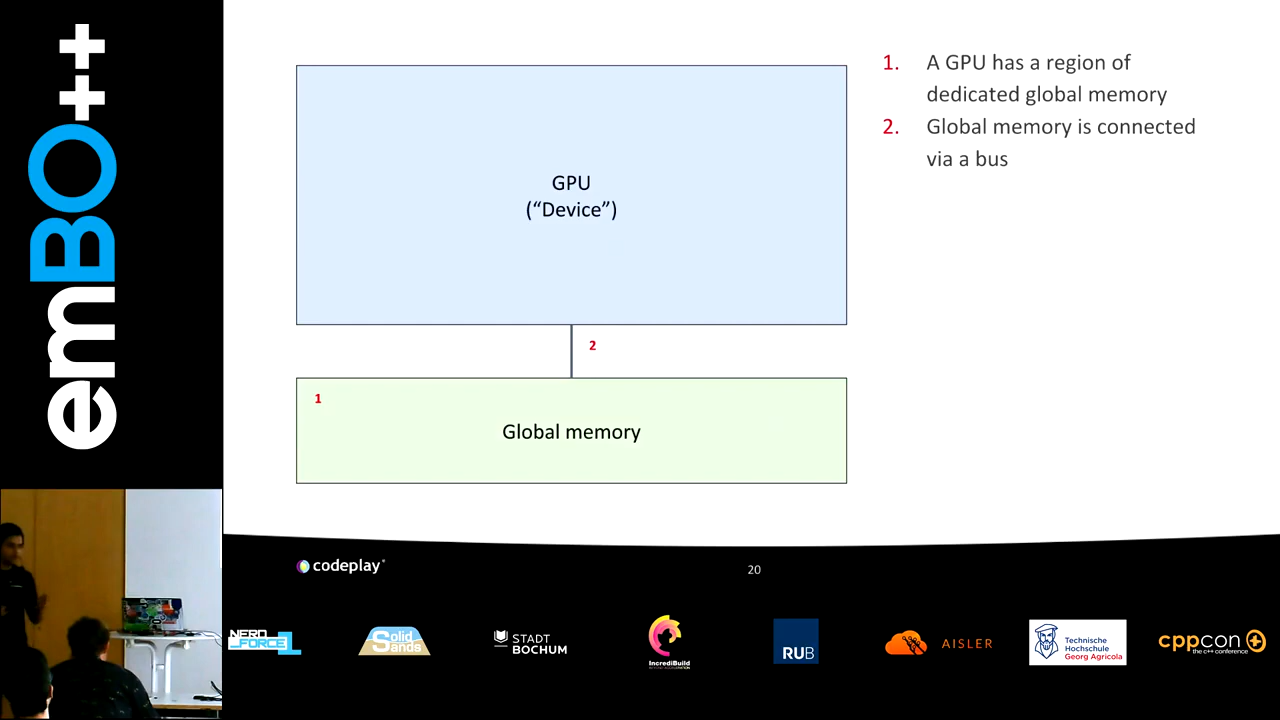 emBO++
GPU
(“Device”)
2
1
Global memory
1. A GPU has a region of
dedicated global memory
2. Global memory is connected
via a bus
codeplay®
20
NERD
FORCE1
Solid
Sands
STADT
BOCHUM
IncrediBuild
RUB
AISLER
Technische
Hochschule
Georg Agricola
cppcon
the c++ conference